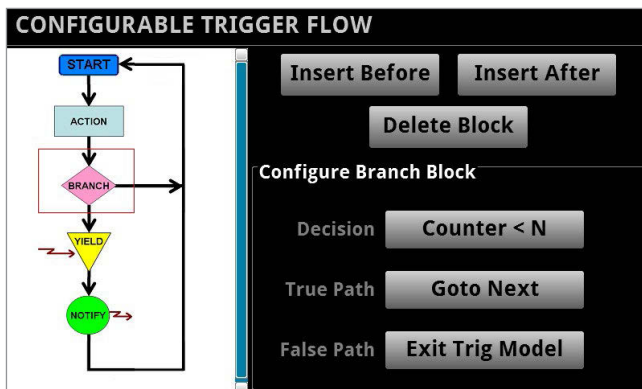 CONFIGURABLE TRIGGER FLOW
START
ACTION
BRANCH
YIELD
NOTIFY
Insert Before
Insert After
Delete Block
Configure Branch Block
Decision
Counter < N
True Path
Goto Next
False Path
Exit Trig Model